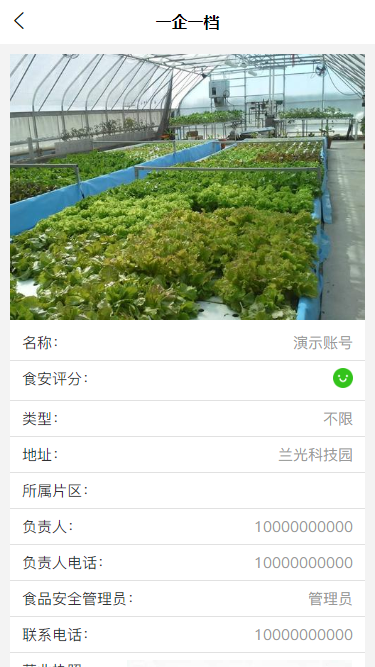 一企一档
名称：
演示账号
食安评分：
类型：
不限
地址：
兰光科技园
所属片区：
负责人：
10000000000
负责人电话：
10000000000
食品安全管理员：
管理员
联系电话：
10000000000